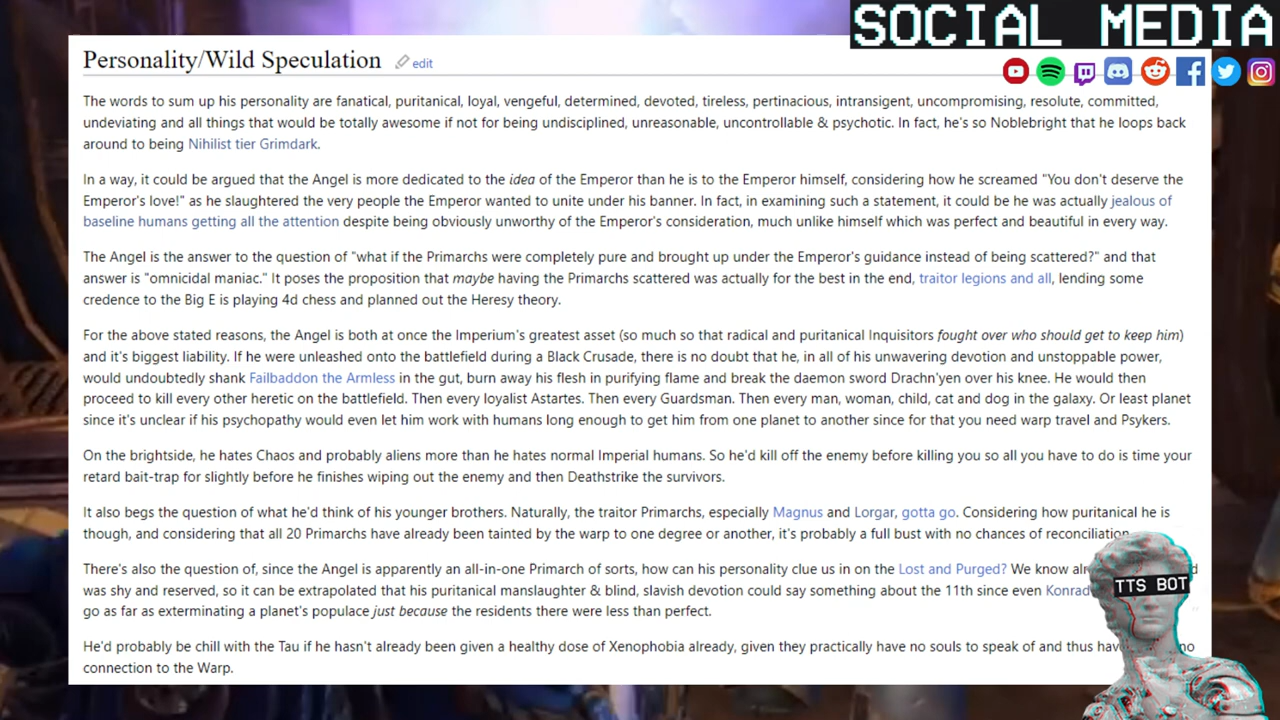 SOCIAL MEDIA
Personality/Wild Speculation edit
The words to sum up his personality are fanatical, puritanical, loyal, vengeful, determined, devoted, tireless, pertinacious, intransigent, uncompromising, resolute, committed,
undeviating and all things that would be totally awesome if not for being undisciplined, unreasonable, uncontrollable & psychotic. In fact, he's so Noblebright that he loops back
around to being Nihilist tier Grimdark.
In a way, it could be argued that the Angel is more dedicated to the idea of the Emperor than he is to the Emperor himself, considering how he screamed "You don't deserve the
Emperor's love!" as he slaughtered the very people the Emperor wanted to unite under his banner. In fact, in examining such a statement, it could be he was actually jealous of
baseline humans getting all the attention despite being obviously unworthy of the Emperor's consideration, much unlike himself which was perfect and beautiful in every way.
The Angel is the answer to the question of "what if the Primarchs were completely pure and brought up under the Emperor's guidance instead of being scattered?" and that
answer is "omnicidal maniac." It poses the proposition that maybe having the Primarchs scattered was actually for the best in the end, traitor legions and all, lending some
credence to the Big E is playing 4d chess and planned out the Heresy theory.
For the above stated reasons, the Angel is both at once the Imperium's greatest asset (so much so that radical and puritanical Inquisitors fought over who should get to keep him)
and it's biggest liability. If he were unleashed onto the battlefield during a Black Crusade, there is no doubt that he, in all of his unwavering devotion and unstoppable power,
would undoubtedly shank Failbaddon the Armless in the gut, burn away his flesh in purifying flame and break the daemon sword Drachn'yen over his knee. He would then
proceed to kill every other heretic on the battlefield. Then every loyalist Astartes. Then every Guardsman. Then every man, woman, child, cat and dog in the galaxy. Or least planet
since it's unclear if his psychopathy would even let him work with humans long enough to get him from one planet to another since for that you need warp travel and Psykers.
On the brightside, he hates Chaos and probably aliens more than he hates normal Imperial humans. So he'd kill off the enemy before killing you so all you have to do is time your
retard bait-trap for slightly before he finishes wiping out the enemy and then Deathstrike the survivors.
It also begs the question of what he'd think of his younger brothers. Naturally, the traitor Primarchs, especially Magnus and Lorgar, gotta go. Considering how puritanical he is
though, and considering that all 20 Primarchs have already been tainted by the warp to one degree or another, it's probably a full bust with no chances of reconciliation
There's also the question of, since the Angel is apparently an all-in-one Primarch of sorts, how can his personality clue us in on the Lost and Purged? We know
was shy and reserved, so it can be extrapolated that his puritanical manslaughter & blind, slavish devotion could say something about the 11th since even Konrad
go as far as exterminating a planet's populace just because the residents there were less than perfect.
He'd probably be chill with the Tau if he hasn't already been given a healthy dose of Xenophobia already, given they practically have no souls to speak of and thus no
connection to the Warp.
TTS BOT